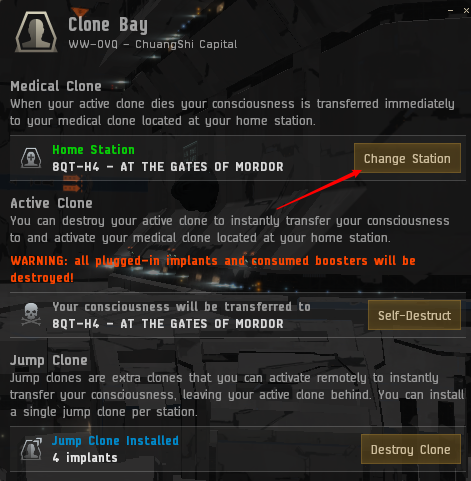 Clone Bay
WW-OVQ - ChuangShi Capital
Medical Clone
When your active clone dies your consciousness is transferred immediately
to your medical clone located at your home station.
Home Station
8QT-H4 - AT THE GATES OF MORDOR
Change Station
Active Clone
You can destroy your active clone to instantly transfer your consciousness
to and activate your medical clone located at your home station.
WARNING: all plugged-in implants and consumed boosters will be
destroyed!
Your consciousness will be transferred to
8QT-H4 - AT THE GATES OF MORDOR
Self-Destruct
Jump Clone
Jump clones are extra clones that you can activate remotely to instantly
transfer your consciousness, leaving your active clone behind. You can install
a single jump clone per station.
Jump Clone Installed
4 implants
Destroy Clone